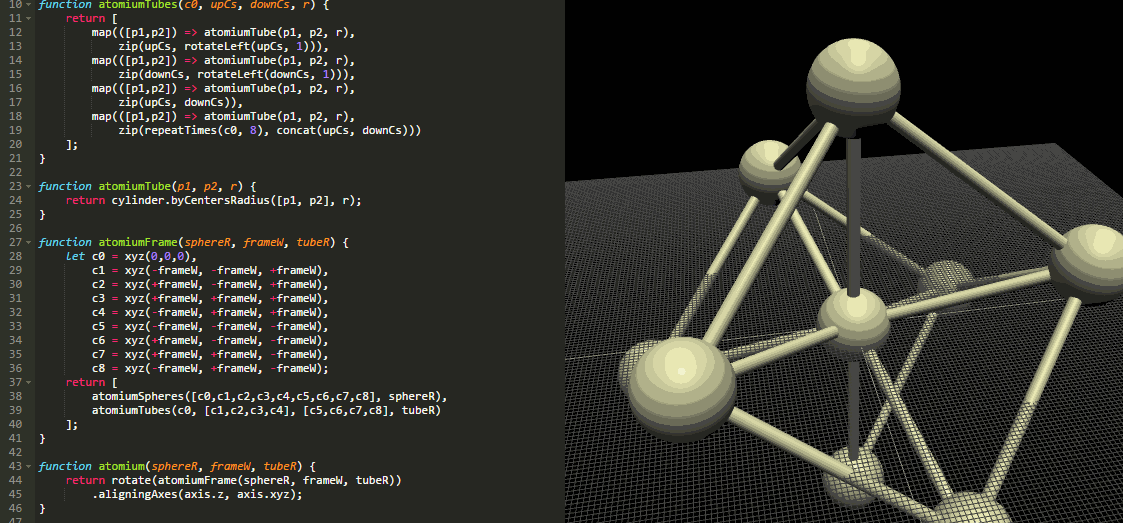 10 function atomiumTubes(c0, upCs, downCs, r) {
11     return [
12         map(([p1,p2]) => atomiumTube(p1, p2, r),
13             zip(upCs, rotateLeft(upCs, 1))),
14         map(([p1,p2]) => atomiumTube(p1, p2, r),
15             zip(downCs, rotateLeft(downCs, 1))),
16         map(([p1,p2]) => atomiumTube(p1, p2, r),
17             zip(upCs, downCs)),
18         map(([p1,p2]) => atomiumTube(p1, p2, r),
19             zip(repeatTimes(c0, 8), concat(upCs, downCs)))
20     ];
21 }
22
23 function atomiumTube(p1, p2, r) {
24     return cylinder.byCentersRadius([p1, p2], r);
25 }
26
27 function atomiumFrame(sphereR, frameW, tubeR) {
28     let c0 = xyz(0,0,0),
29         c1 = xyz(-frameW, -frameW, +frameW),
30         c2 = xyz(+frameW, -frameW, +frameW),
31         c3 = xyz(+frameW, +frameW, +frameW),
32         c4 = xyz(-frameW, +frameW, +frameW),
33         c5 = xyz(-frameW, -frameW, -frameW),
34         c6 = xyz(+frameW, -frameW, -frameW),
35         c7 = xyz(+frameW, +frameW, -frameW),
36         c8 = xyz(-frameW, +frameW, -frameW);
37     return [
38         atomiumSpheres([c0,c1,c2,c3,c4,c5,c6,c7,c8], sphereR),
39         atomiumTubes(c0, [c1,c2,c3,c4], [c5,c6,c7,c8], tubeR)
40     ];
41 }
42
43 function atomium(sphereR, frameW, tubeR) {
44     return rotate(atomiumFrame(sphereR, frameW, tubeR))
45         .aligningAxes(axis.z, axis.xyz);
46 }
47